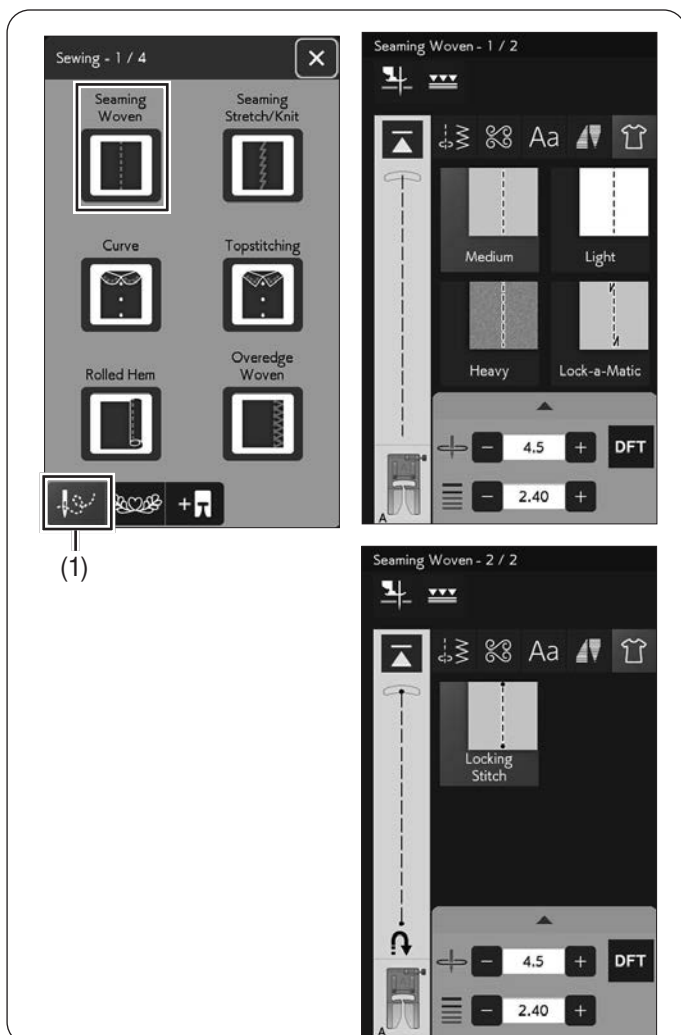 Sewing - 1 / 4
Seaming
Woven
Seaming
Stretch/Knit
Curve
Topstitching
Rolled Hem
Overedge
Woven
(1)
Seaming Woven - 1 / 2
Aa
Medium
Light
Heavy
Lock-a-Matic
4.5
DFT
2.40
A
Seaming Woven - 2 / 2
Aa
Locking
Stitch
4.5
DFT
2.40
A